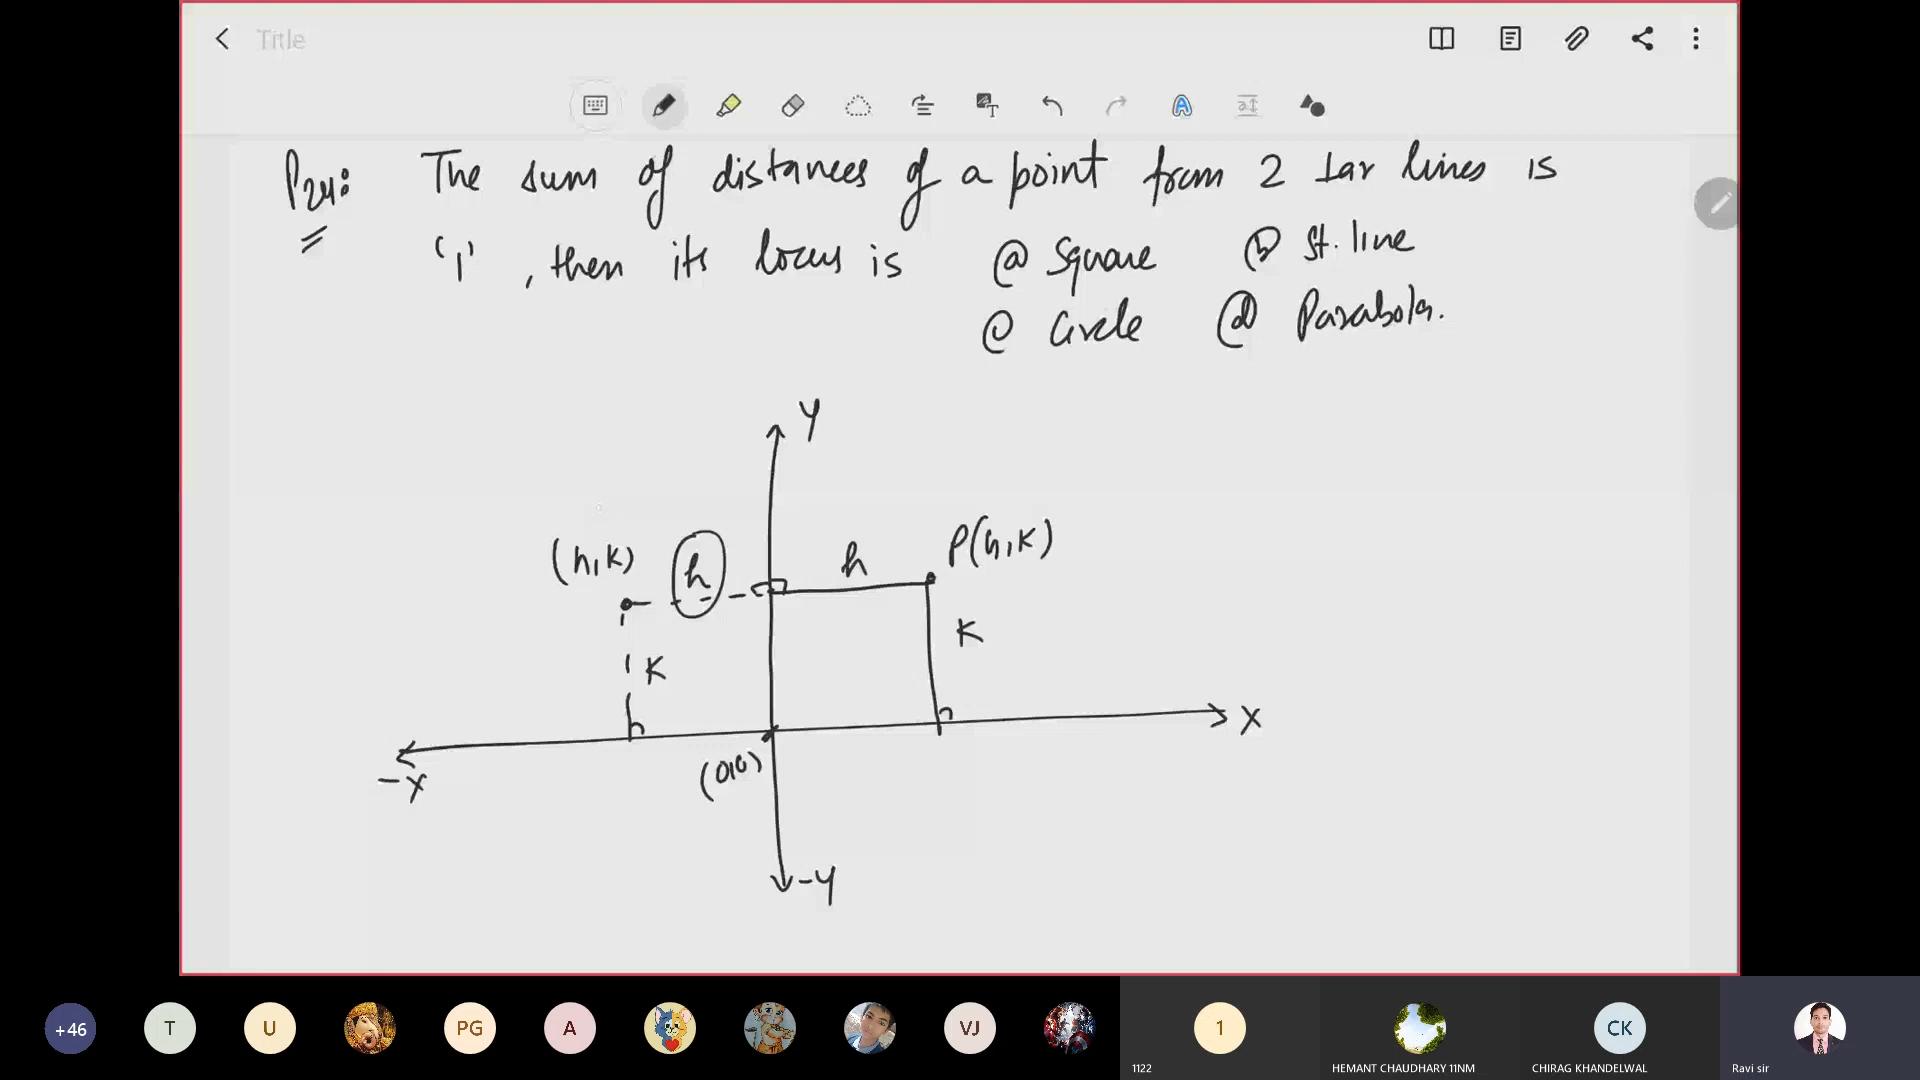 Title
P24: The sum of distances of a point from 2 ⊥ar lines is
'1', then its locus is ⓐ Square ⓑ St. line
ⓒ Circle ⓓ Parabola.
Y
(h,K) h h P(h,K)
K K
X
-X
(0,0)
-Y
+46 T U PG A VJ 1 CK
1122 HEMANT CHAUDHARY 11NM CHIRAG KHANDELWAL Ravi sir